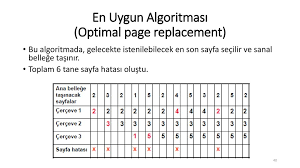 En Uygun Algoritması
(Optimal page replacement)
• Bu algoritmada, gelecekte istenilebilecek en son sayfa seçilir ve sanal
belleğe taşınır.
• Toplam 6 tane sayfa hatası oluştu.
Ana belleğe taşınacak sayfalar 2 3 2 1 5 2 4 5 3 2 5 2
Çerçeve 1 2 2 2 2 2 2 4 4 4 2 2 2
Çerçeve 2 3 3 3 3 3 3 3 3 3 3 3
Çerçeve 3 1 5 5 5 5 5 5 5 5
Sayfa hatası x x x x x x